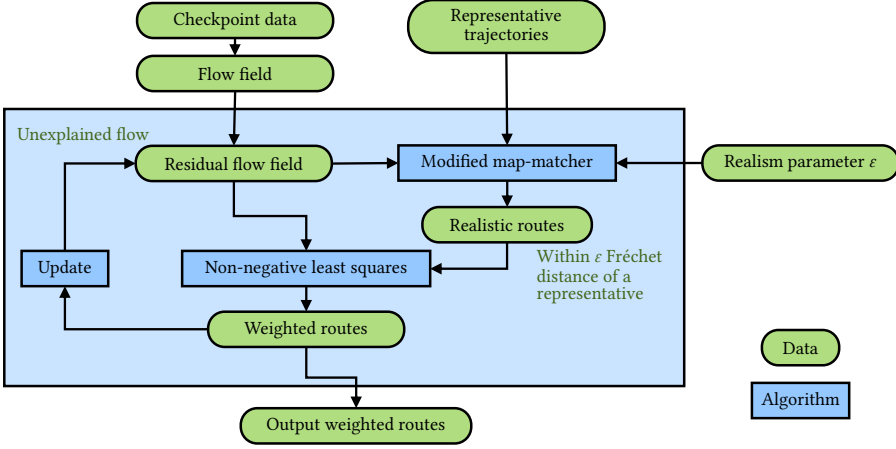 Checkpoint data
Representative
trajectories
Flow field
Unexplained flow
Residual flow field
Modified map-matcher
Realism parameter ε
Realistic routes
Update
Non-negative least squares
Within ε Fréchet
distance of a
representative
Weighted routes
Data
Algorithm
Output weighted routes